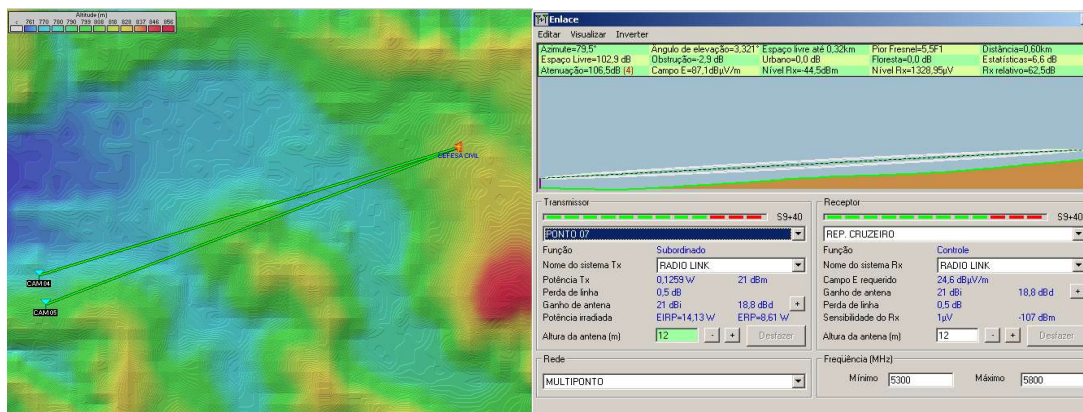 Altitude (m)
< 761 770 780 790 799 808 818 828 837 846 856
DEFESA CIVIL
CAM 04
CAM 05
Enlace
Editar Visualizar Inverter
Azimute=79,5° Ângulo de elevação=3,321° Espaço livre até 0,32km Pior Fresnel=5,5F1 Distância=0,60km
Espaço Livre=102,9 dB Obstrução=-2,9 dB Urbano=0,0 dB Floresta=0,0 dB Estatísticas=6,6 dB
Atenuação=106,5dB (4) Campo E=87,1dBµV/m Nível Rx=-44,5dBm Nível Rx=1328,95µV Rx relativo=62,5dB
Transmissor
S9+40
PONTO 07
Função Subordinado
Nome do sistema Tx RADIO LINK
Potência Tx 0,1259 W 21 dBm
Perda de linha 0,5 dB
Ganho de antena 21 dBi 18,8 dBd +
Potência irradiada EIRP=14,13 W ERP=8,61 W
Altura da antena (m) 12 - + Desfazer
Receptor
S9+40
REP. CRUZEIRO
Função Controle
Nome do sistema Rx RADIO LINK
Campo E requerido 24,6 dBµV/m
Ganho de antena 21 dBi 18,8 dBd +
Perda de linha 0,5 dB
Sensibilidade do Rx 1µV -107 dBm
Altura da antena (m) 12 - + Desfazer
Rede
MULTIPONTO
Freqüência (MHz)
Mínimo 5300 Máximo 5800